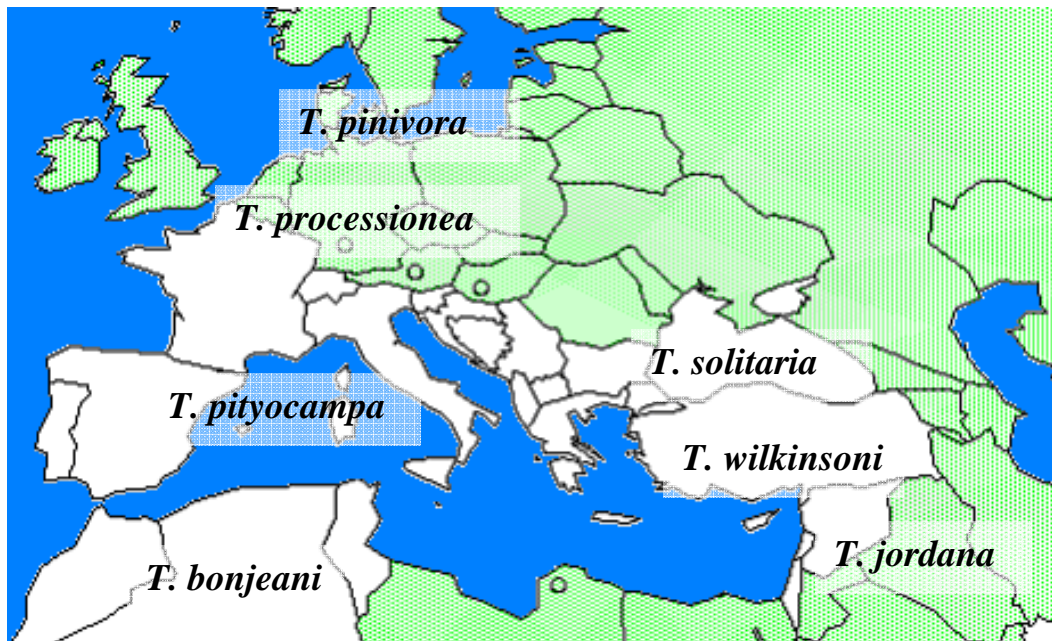 T. pinivora
T. processionea
T. solitaria
T. pityocampa
T. wilkinsoni
T. jordana
T. bonjeani